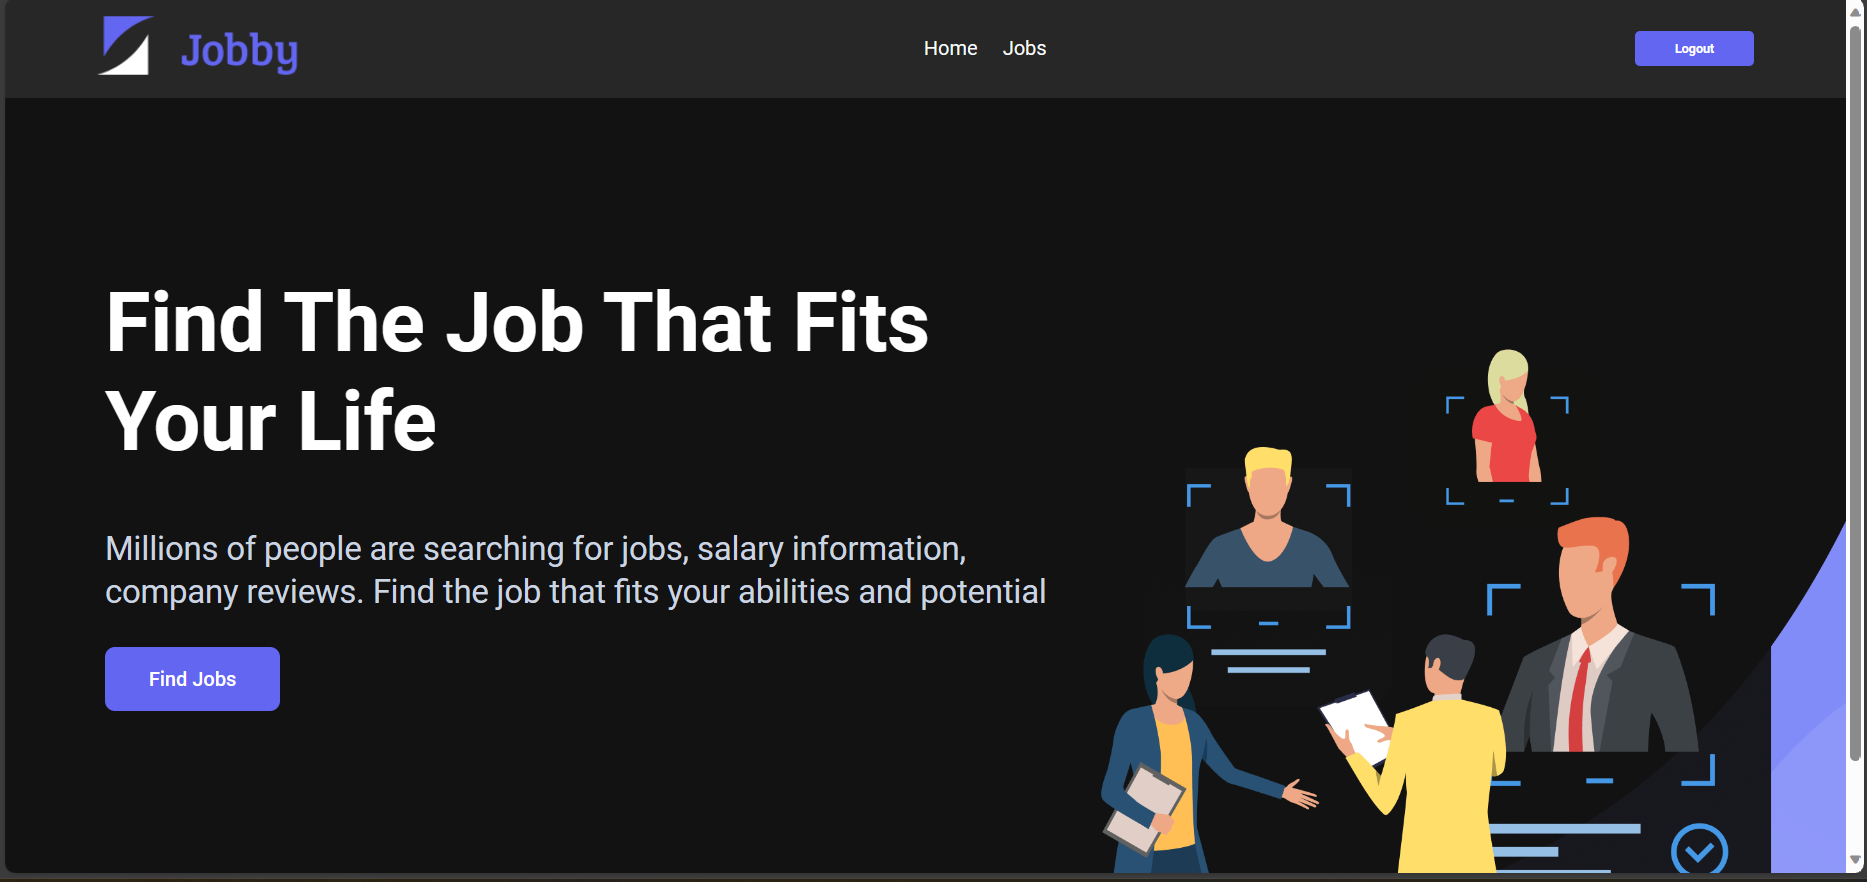 Jobby
Home Jobs
Logout
Find The Job That Fits
Your Life
Millions of people are searching for jobs, salary information,
company reviews. Find the job that fits your abilities and potential
Find Jobs